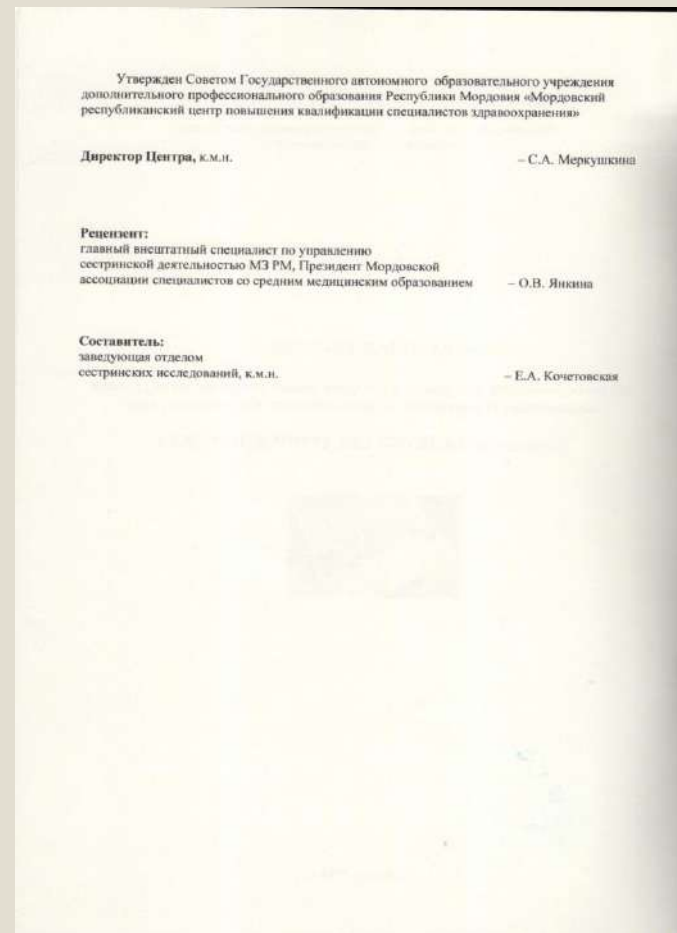 Утвержден Советом Государственного автономного образовательного учреждения
дополнительного профессионального образования Республики Мордовия «Мордовский
республиканский центр повышения квалификации специалистов здравоохранения»
Директор Центра, к.м.н. – С.А. Меркушкина
Рецензент:
главный внештатный специалист по управлению
сестринской деятельностью МЗ РМ, Президент Мордовской
ассоциации специалистов со средним медицинским образованием – О.В. Янкина
Составитель:
заведующая отделом
сестринских исследований, к.м.н. – Е.А. Кочетовская